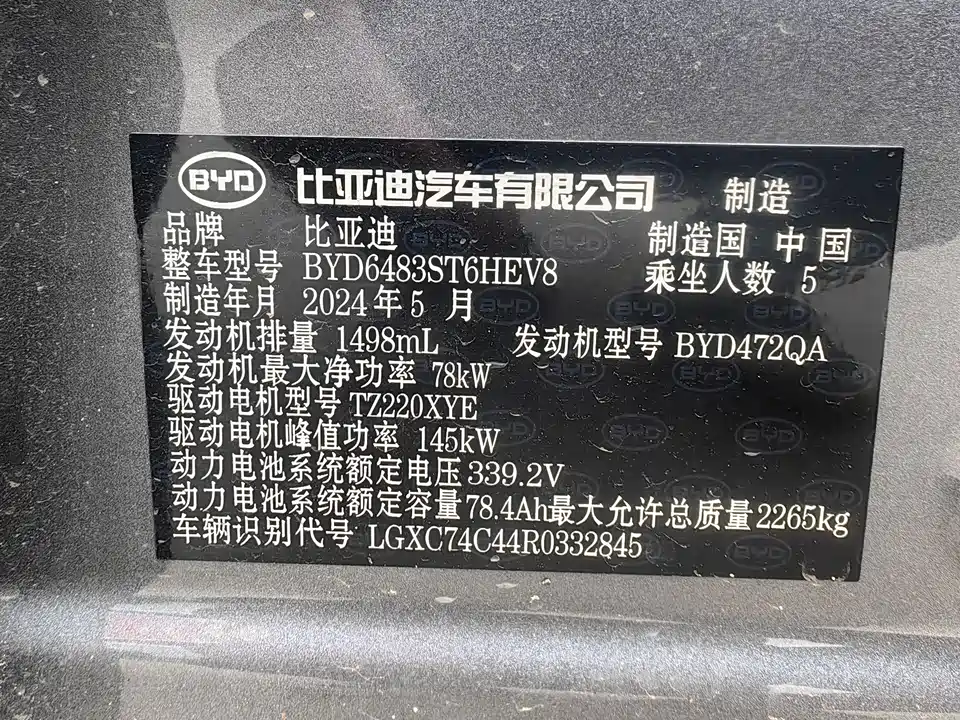 BYD 比亚迪汽车有限公司 制造
品牌 比亚迪 制造国 中国
整车型号 BYD6483ST6HEV8 乘坐人数 5
制造年月 2024年5月
发动机排量 1498mL 发动机型号 BYD472QA
发动机最大净功率 78kW
驱动电机型号 TZ220XYE
驱动电机峰值功率 145kW
动力电池系统额定电压 339.2V
动力电池系统额定容量 78.4Ah 最大允许总质量 2265kg
车辆识别代号 LGXC74C44R0332845